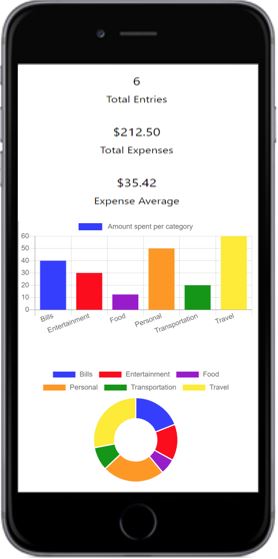 6
Total Entries
$212.50
Total Expenses
$35.42
Expense Average
Amount spent per category
60
50
40
30
20
10
0
Bills Entertainment Food Personal Transportation Travel
Bills Entertainment Food
Personal Transportation Travel